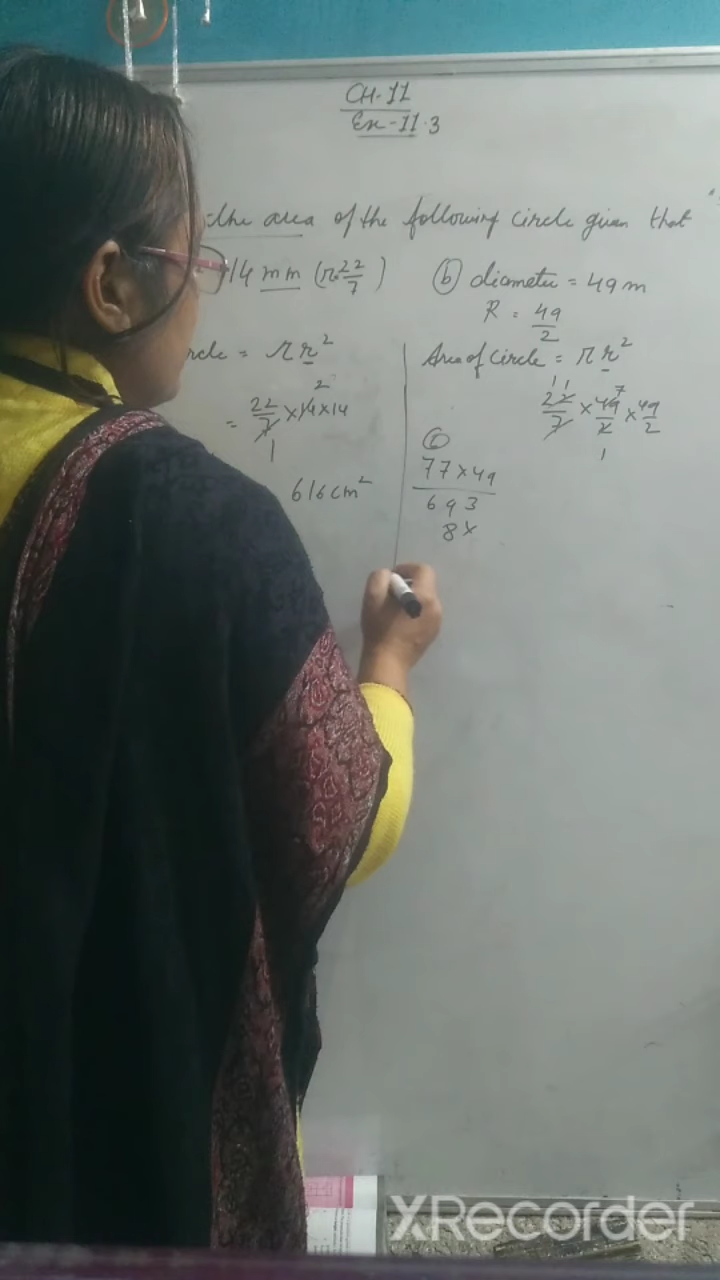 CH-11
Ex-11.3
the area of the following circle given that
14 mm (π=22/7)
ⓑ diameter = 49 m
R = 49/2
rcle = πr²
= 22/7 × 14 × 14
2
1
616 cm²
Area of Circle = πr²
11 7
22/7 × 49/2 × 49/2
1
⑥
77 × 49
693
8×
XRecorder